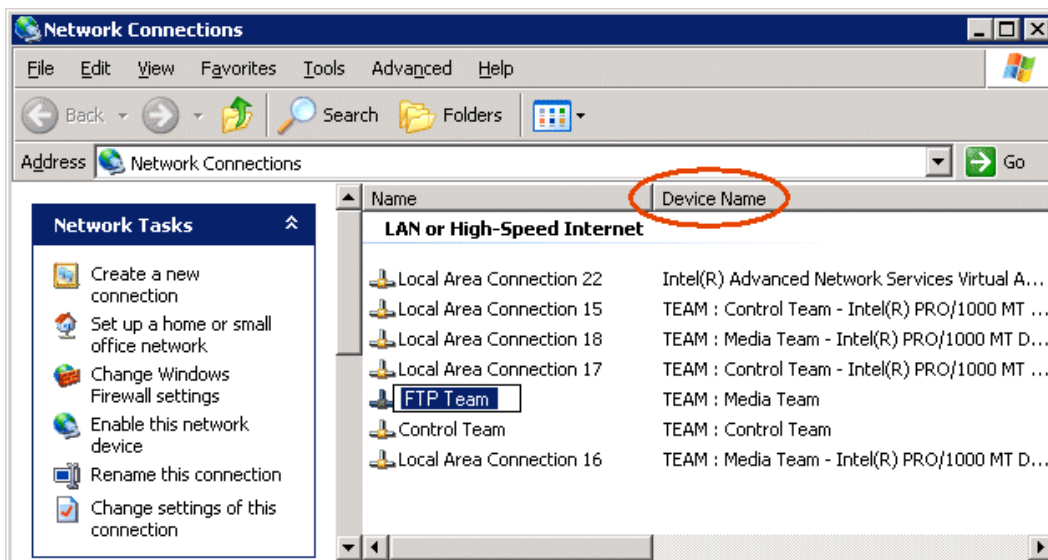 Network Connections
File Edit View Favorites Tools Advanced Help
Back Search Folders
Address Network Connections Go
Name Device Name
Network Tasks
Create a new
connection
Set up a home or small
office network
Change Windows
Firewall settings
Enable this network
device
Rename this connection
Change settings of this
connection
LAN or High-Speed Internet
Local Area Connection 22 Intel(R) Advanced Network Services Virtual A...
Local Area Connection 15 TEAM : Control Team - Intel(R) PRO/1000 MT ...
Local Area Connection 18 TEAM : Media Team - Intel(R) PRO/1000 MT D...
Local Area Connection 17 TEAM : Control Team - Intel(R) PRO/1000 MT ...
FTP Team TEAM : Media Team
Control Team TEAM : Control Team
Local Area Connection 16 TEAM : Media Team - Intel(R) PRO/1000 MT D...